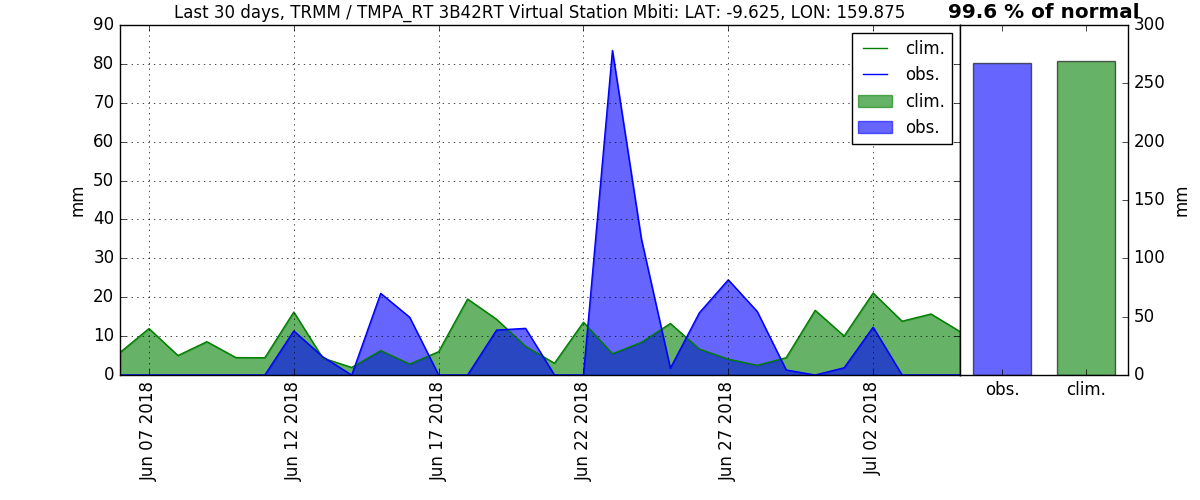 Last 30 days, TRMM / TMPA_RT 3B42RT Virtual Station Mbiti: LAT: -9.625, LON: 159.875
99.6 % of normal
90
80
70
60
50
40
30
20
10
0
mm
clim.
obs.
clim.
obs.
Jun 07 2018
Jun 12 2018
Jun 17 2018
Jun 22 2018
Jun 27 2018
Jul 02 2018
300
250
200
150
100
50
0
mm
obs.
clim.